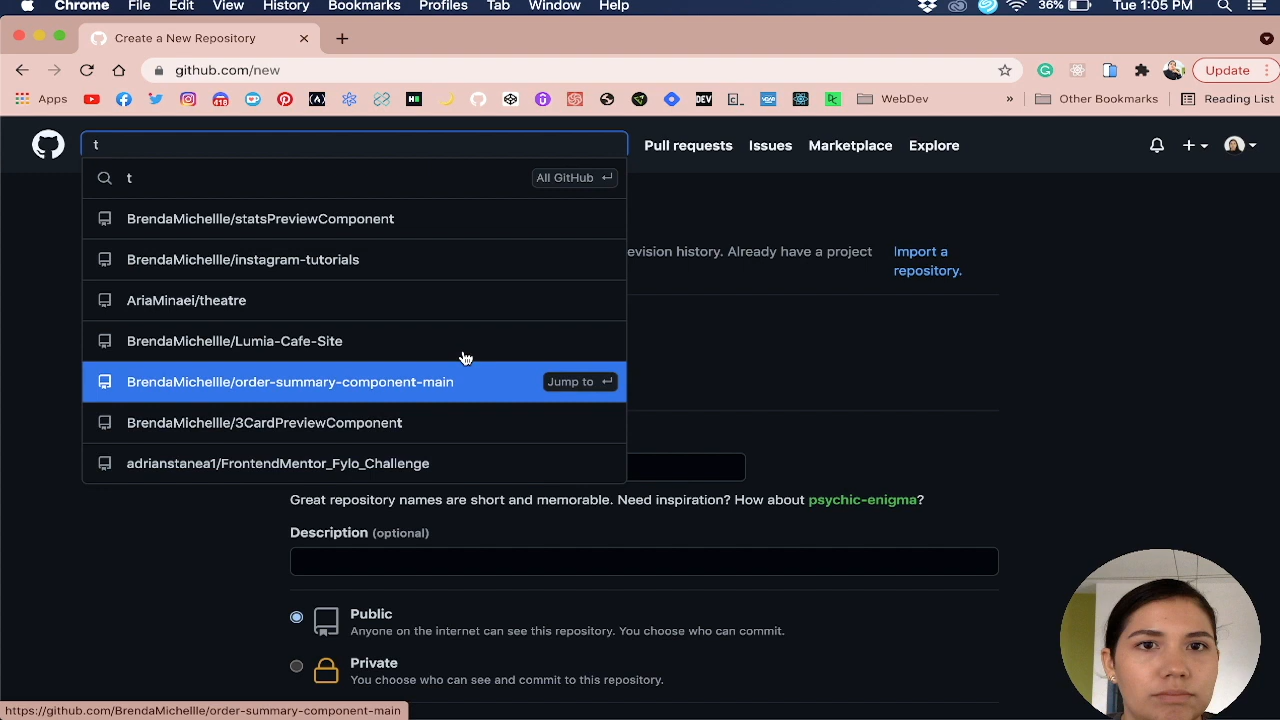 Chrome File Edit View History Bookmarks Profiles Tab Window Help 36% Tue 1:05 PM
Create a New Repository
github.com/new Update
Apps WebDev » Other Bookmarks Reading List
t Pull requests Issues Marketplace Explore
t All GitHub
BrendaMichellle/statsPreviewComponent
BrendaMichellle/instagram-tutorials
evision history. Already have a project Import a
repository.
AriaMinaei/theatre
BrendaMichellle/Lumia-Cafe-Site
BrendaMichellle/order-summary-component-main Jump to
BrendaMichellle/3CardPreviewComponent
adrianstanea1/FrontendMentor_Fylo_Challenge
Great repository names are short and memorable. Need inspiration? How about psychic-enigma?
Description (optional)
Public
Anyone on the internet can see this repository. You choose who can commit.
Private
You choose who can see and commit to this repository.
https://github.com/BrendaMichellle/order-summary-component-main